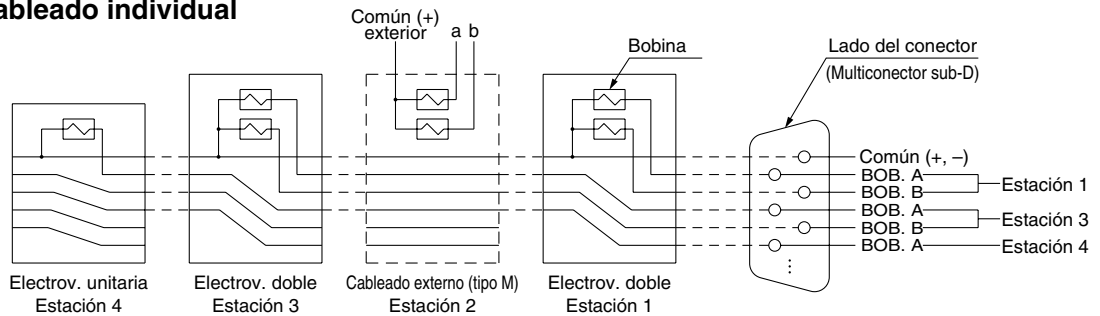 ableado individual
Común (+)
exterior
a b
Bobina
Lado del conector
(Multiconector sub-D)
Común (+, –)
BOB. A
BOB. B
Estación 1
BOB. A
BOB. B
Estación 3
BOB. A
Estación 4
Electrov. unitaria
Estación 4
Electrov. doble
Estación 3
Cableado externo (tipo M)
Estación 2
Electrov. doble
Estación 1